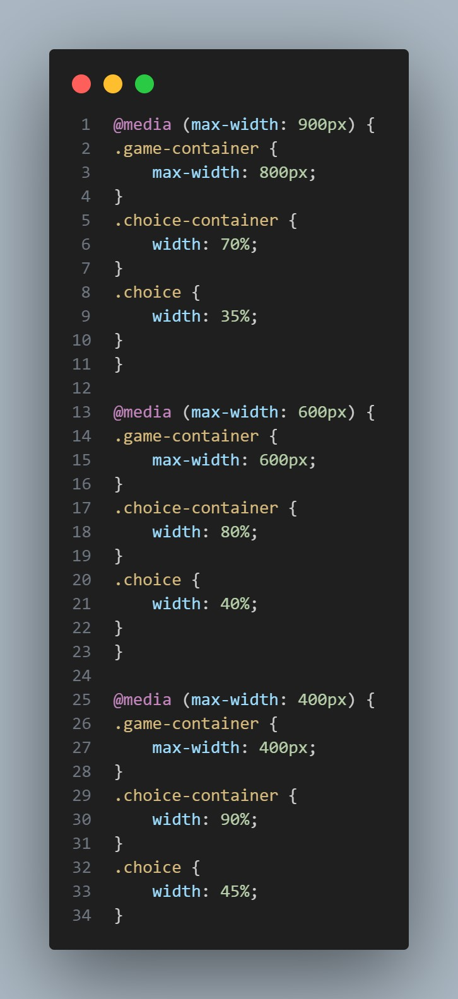 1 @media (max-width: 900px) {
2 .game-container {
3     max-width: 800px;
4 }
5 .choice-container {
6     width: 70%;
7 }
8 .choice {
9     width: 35%;
10 }
11 }
12
13 @media (max-width: 600px) {
14 .game-container {
15     max-width: 600px;
16 }
17 .choice-container {
18     width: 80%;
19 }
20 .choice {
21     width: 40%;
22 }
23 }
24
25 @media (max-width: 400px) {
26 .game-container {
27     max-width: 400px;
28 }
29 .choice-container {
30     width: 90%;
31 }
32 .choice {
33     width: 45%;
34 }